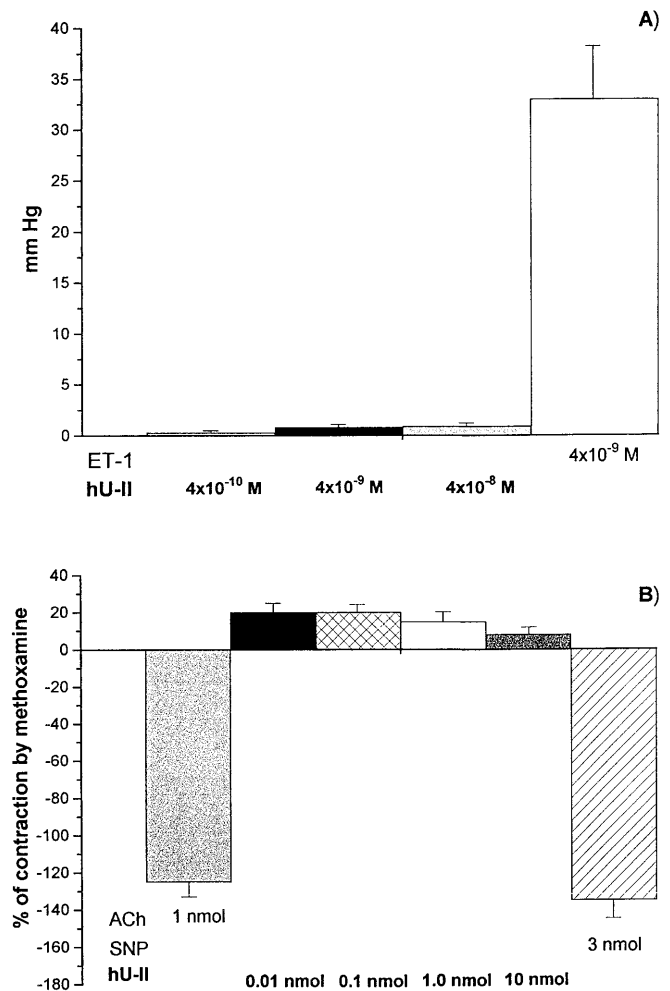 A)
40
35
30
25
20
15
10
5
0
mm Hg
ET-1 4x10⁻⁹ M
hU-II 4x10⁻¹⁰ M 4x10⁻⁹ M 4x10⁻⁸ M
B)
40
20
0
-20
-40
-60
-80
-100
-120
-140
-160
-180
% of contraction by methoxamine
ACh 1 nmol
SNP 3 nmol
hU-II 0.01 nmol 0.1 nmol 1.0 nmol 10 nmol